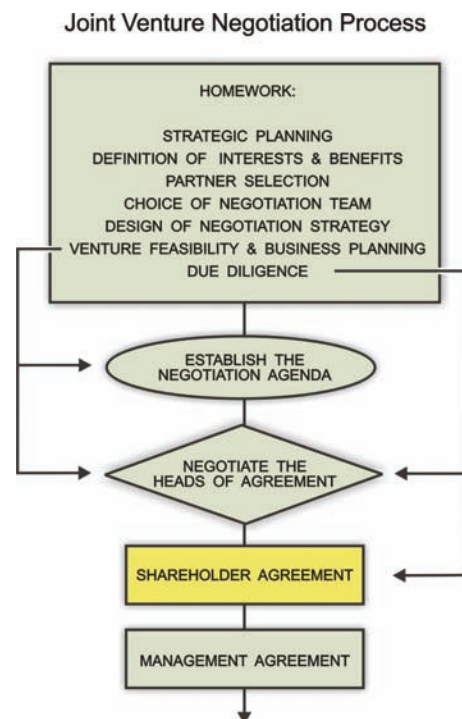 Joint Venture Negotiation Process
HOMEWORK:
STRATEGIC PLANNING
DEFINITION OF INTERESTS & BENEFITS
PARTNER SELECTION
CHOICE OF NEGOTIATION TEAM
DESIGN OF NEGOTIATION STRATEGY
VENTURE FEASIBILITY & BUSINESS PLANNING
DUE DILIGENCE
ESTABLISH THE
NEGOTIATION AGENDA
NEGOTIATE THE
HEADS OF AGREEMENT
SHAREHOLDER AGREEMENT
MANAGEMENT AGREEMENT